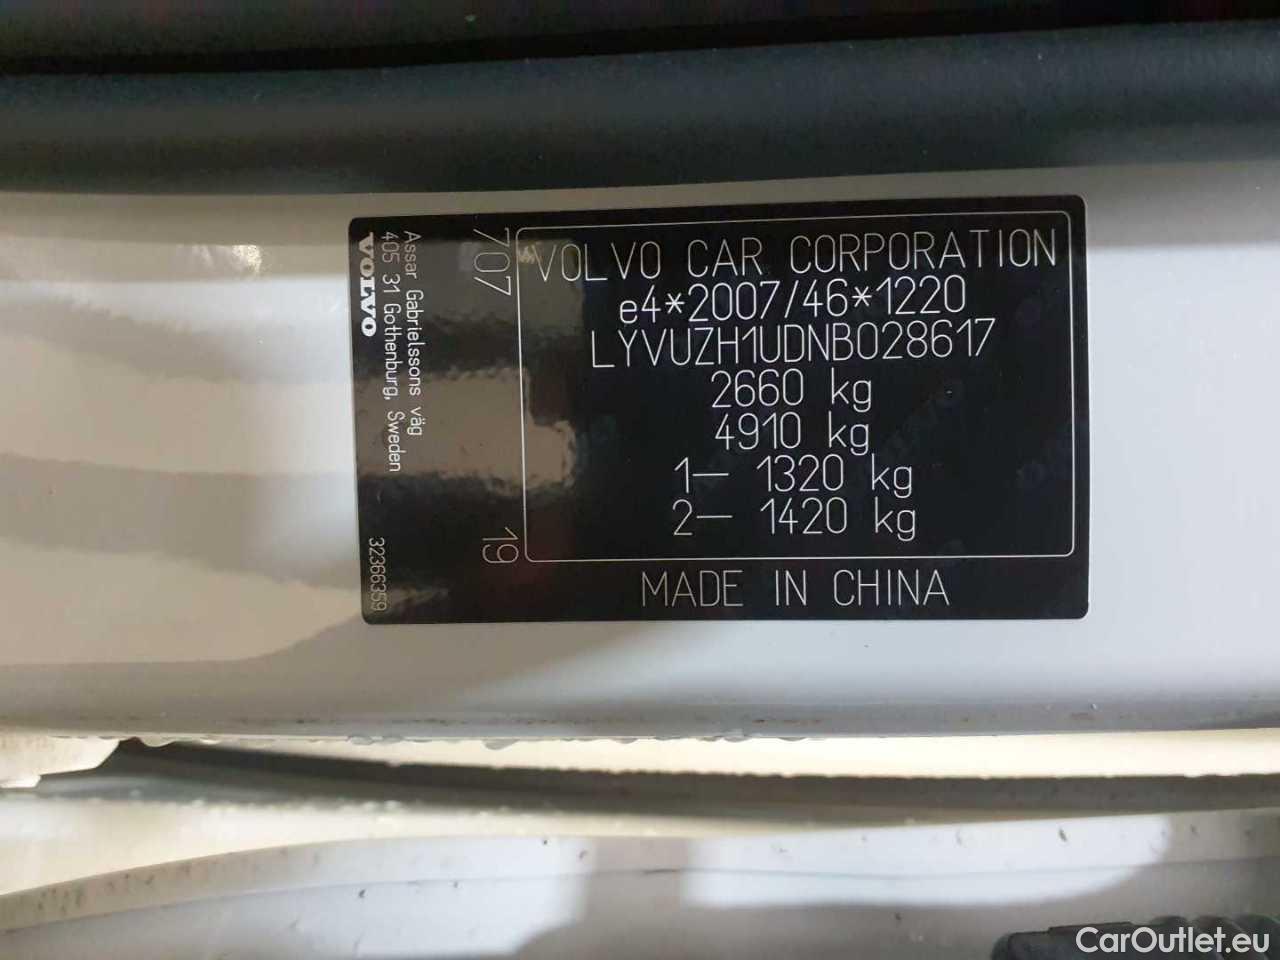 VOLVO CAR CORPORATION
e4*2007/46*1220
LYVUZH1UDNB028617
2660 kg
4910 kg
1— 1320 kg
2— 1420 kg
MADE IN CHINA
707
19
Assar Gabrielssons väg
405 31 Gothenburg, Sweden
VOLVO
32366359
CarOutlet.eu